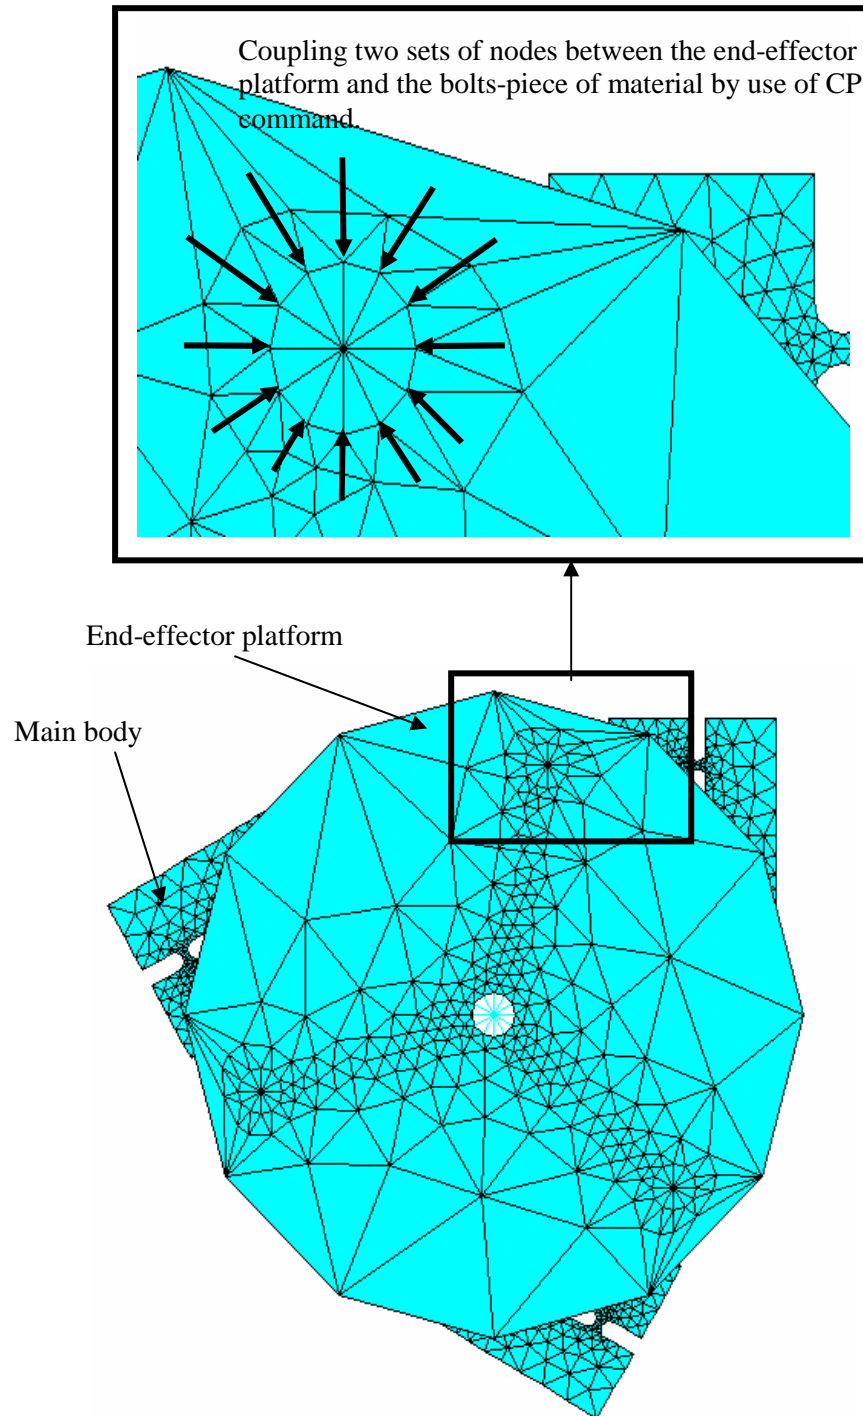 Coupling two sets of nodes between the end-effector
platform and the bolts-piece of material by use of CP
command.
End-effector platform
Main body